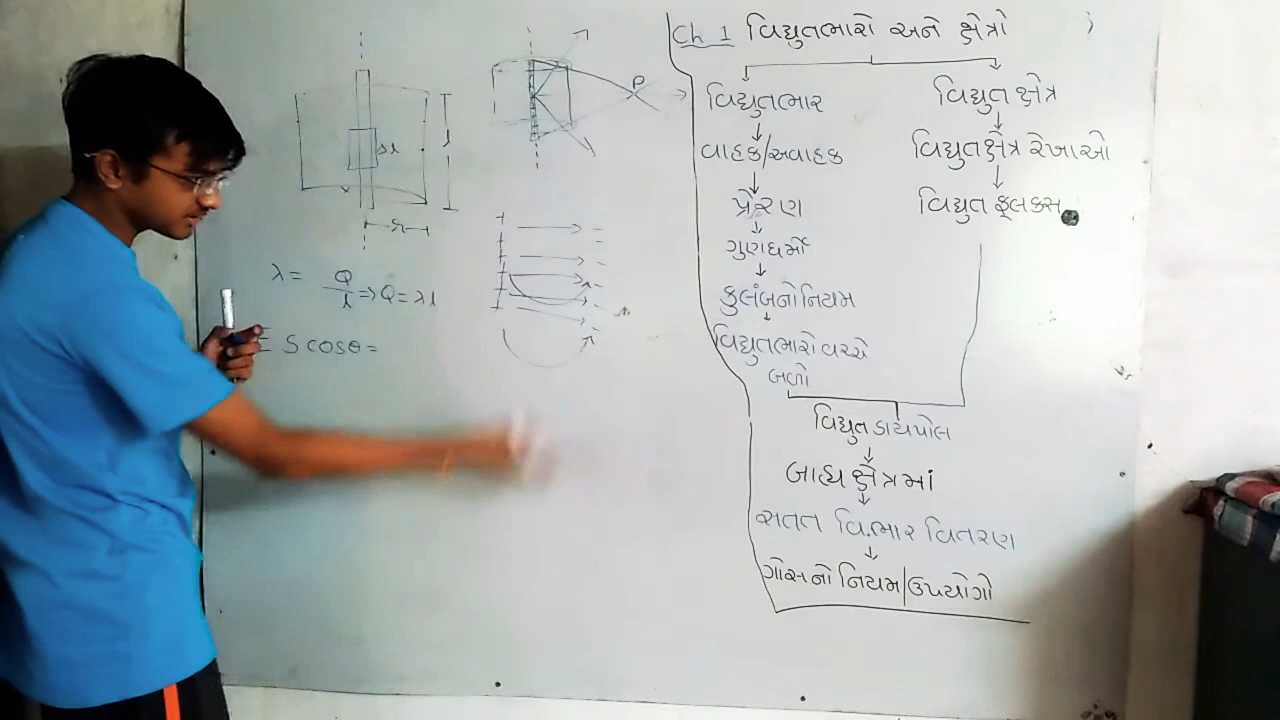 Ch 1 વિદ્યુતભારો અને ક્ષેત્રો
વિદ્યુતભાર
વાહક/અવાહક
પ્રેરણ
ગુણધર્મો
કુલંબનો નિયમ
વિદ્યુતભારો વચ્ચે
બળો
વિદ્યુત ક્ષેત્ર
વિદ્યુતક્ષેત્ર રેખાઓ
વિદ્યુત ફ્લક્સ
વિદ્યુત ડાયપોલ
બાહ્ય ક્ષેત્રમાં
સતત વિ.ભાર વિતરણ
ગૉસનો નિયમ/ઉપયોગો
Δl
l
r
P
λ = Q/l ⇒ Q = λl
E S cosθ =